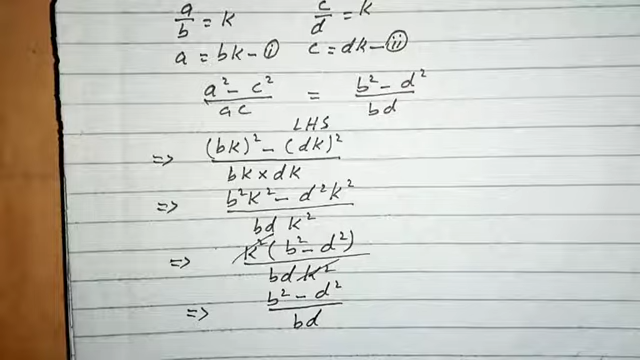 a/b = k c/d = k
a = bk - (i) c = dk - (ii)
a² - c²/ac = b² - d²/bd
LHS
=> (bk)² - (dk)²/bk × dk
=> b²k² - d²k²/bd k²
=> k²(b² - d²)/bd k²
=> b² - d²/bd